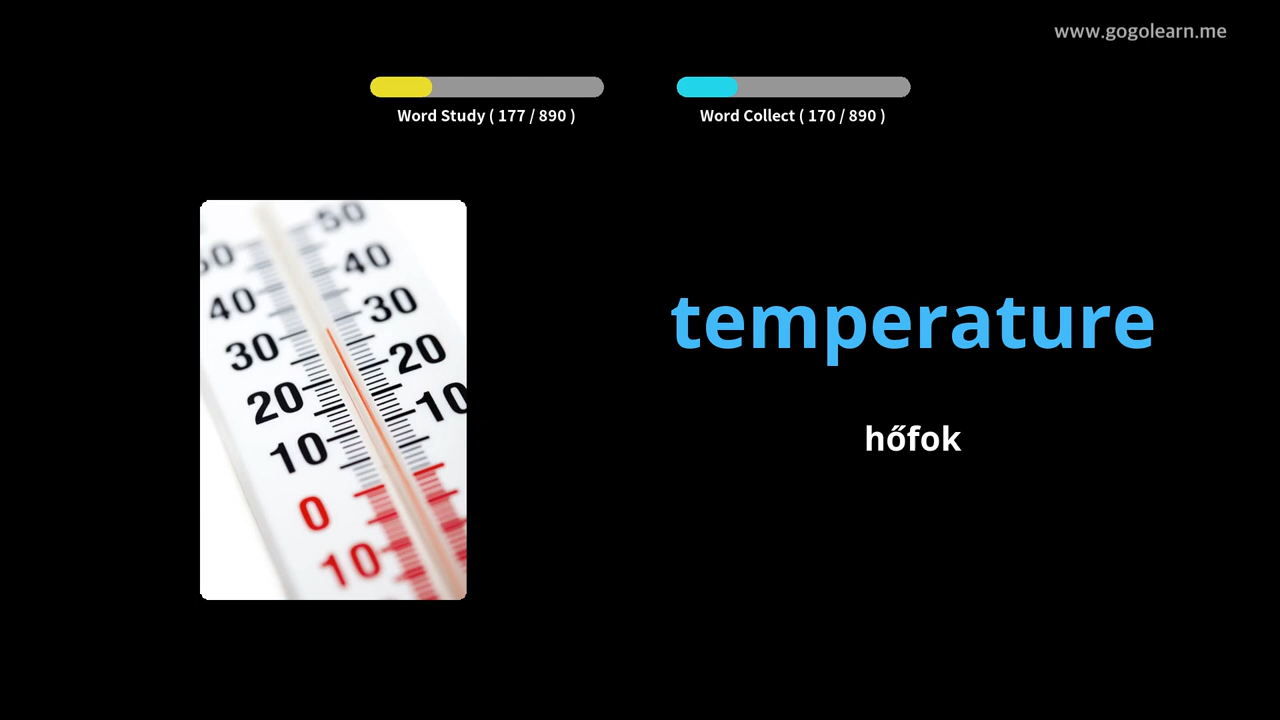 www.gogolearn.me
Word Study ( 177 / 890 )
Word Collect ( 170 / 890 )
50
40
30
20
10
40
30
20
10
0
10
temperature
hőfok